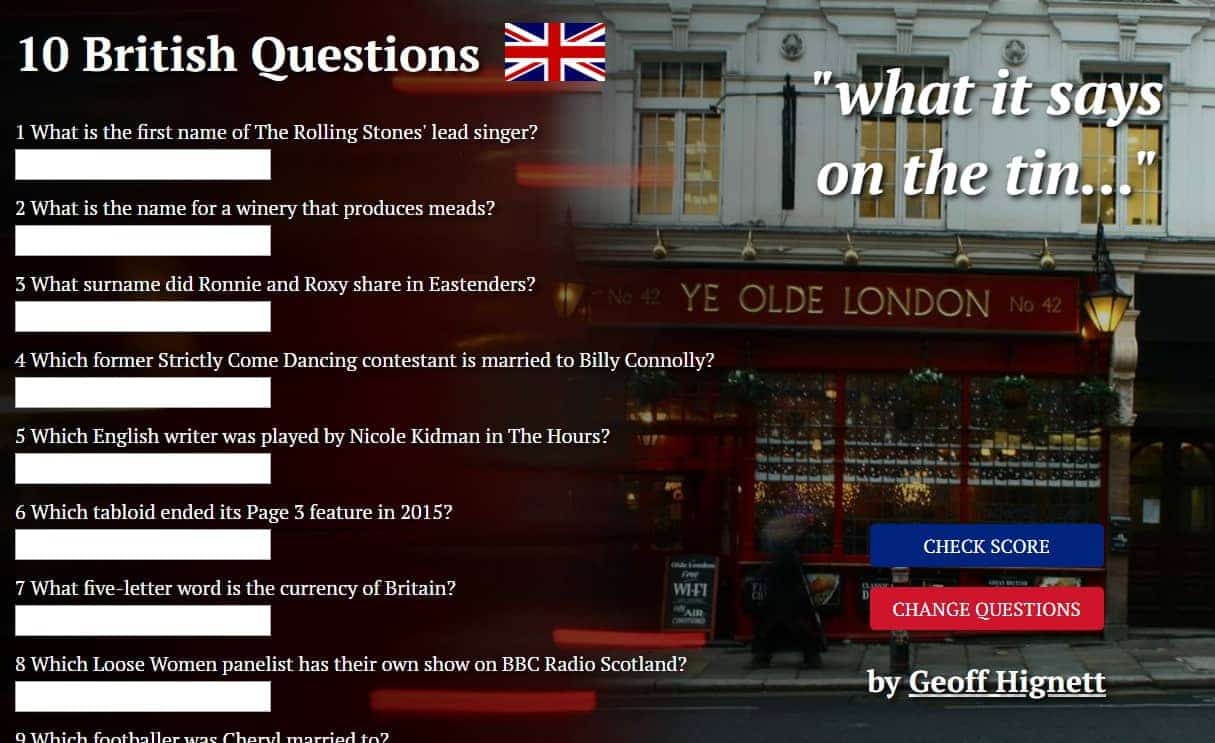 10 British Questions
"what it says
on the tin..."
1 What is the first name of The Rolling Stones' lead singer?
2 What is the name for a winery that produces meads?
3 What surname did Ronnie and Roxy share in Eastenders?
No 42 YE OLDE LONDON No 42
4 Which former Strictly Come Dancing contestant is married to Billy Connolly?
5 Which English writer was played by Nicole Kidman in The Hours?
6 Which tabloid ended its Page 3 feature in 2015?
CHECK SCORE
7 What five-letter word is the currency of Britain?
Olde London
Free
WI-FI
AIR
CONDITIONED
CHANGE QUESTIONS
8 Which Loose Women panelist has their own show on BBC Radio Scotland?
by Geoff Hignett
9 Which footballer was Cheryl married to?